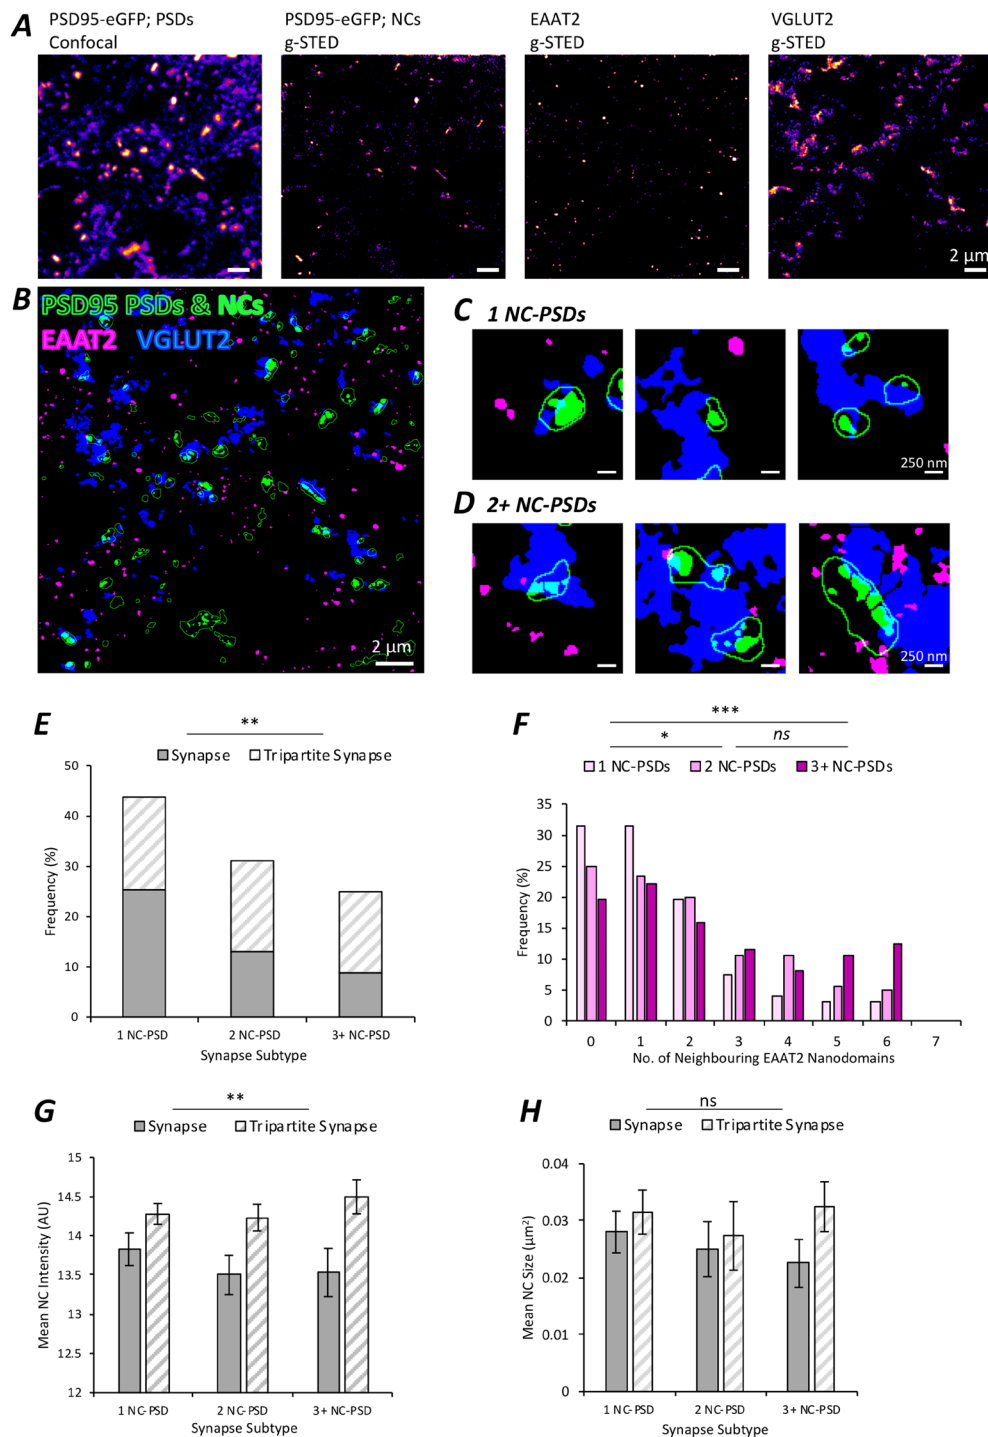 A
PSD95-eGFP; PSDs
Confocal
PSD95-eGFP; NCs
g-STED
EAAT2
g-STED
VGLUT2
g-STED
2 µm
B
PSD95 PSDs & NCs
EAAT2 VGLUT2
2 µm
C 1 NC-PSDs
250 nm
D 2+ NC-PSDs
250 nm
E
**
Synapse Tripartite Synapse
50
40
30
20
10
0
Frequency (%)
1 NC-PSD 2 NC-PSD 3+ NC-PSD
Synapse Subtype
F
***
* ns
1 NC-PSDs 2 NC-PSDs 3+ NC-PSDs
35
30
25
20
15
10
5
0
Frequency (%)
0 1 2 3 4 5 6 7
No. of Neighbouring EAAT2 Nanodomains
G
**
Synapse Tripartite Synapse
15
14.5
14
13.5
13
12.5
12
Mean NC Intensity (AU)
1 NC-PSD 2 NC-PSD 3+ NC-PSD
Synapse Subtype
H
ns
Synapse Tripartite Synapse
0.04
0.03
0.02
0.01
0
Mean NC Size (µm²)
1 NC-PSD 2 NC-PSD 3+ NC-PSD
Synapse Subtype